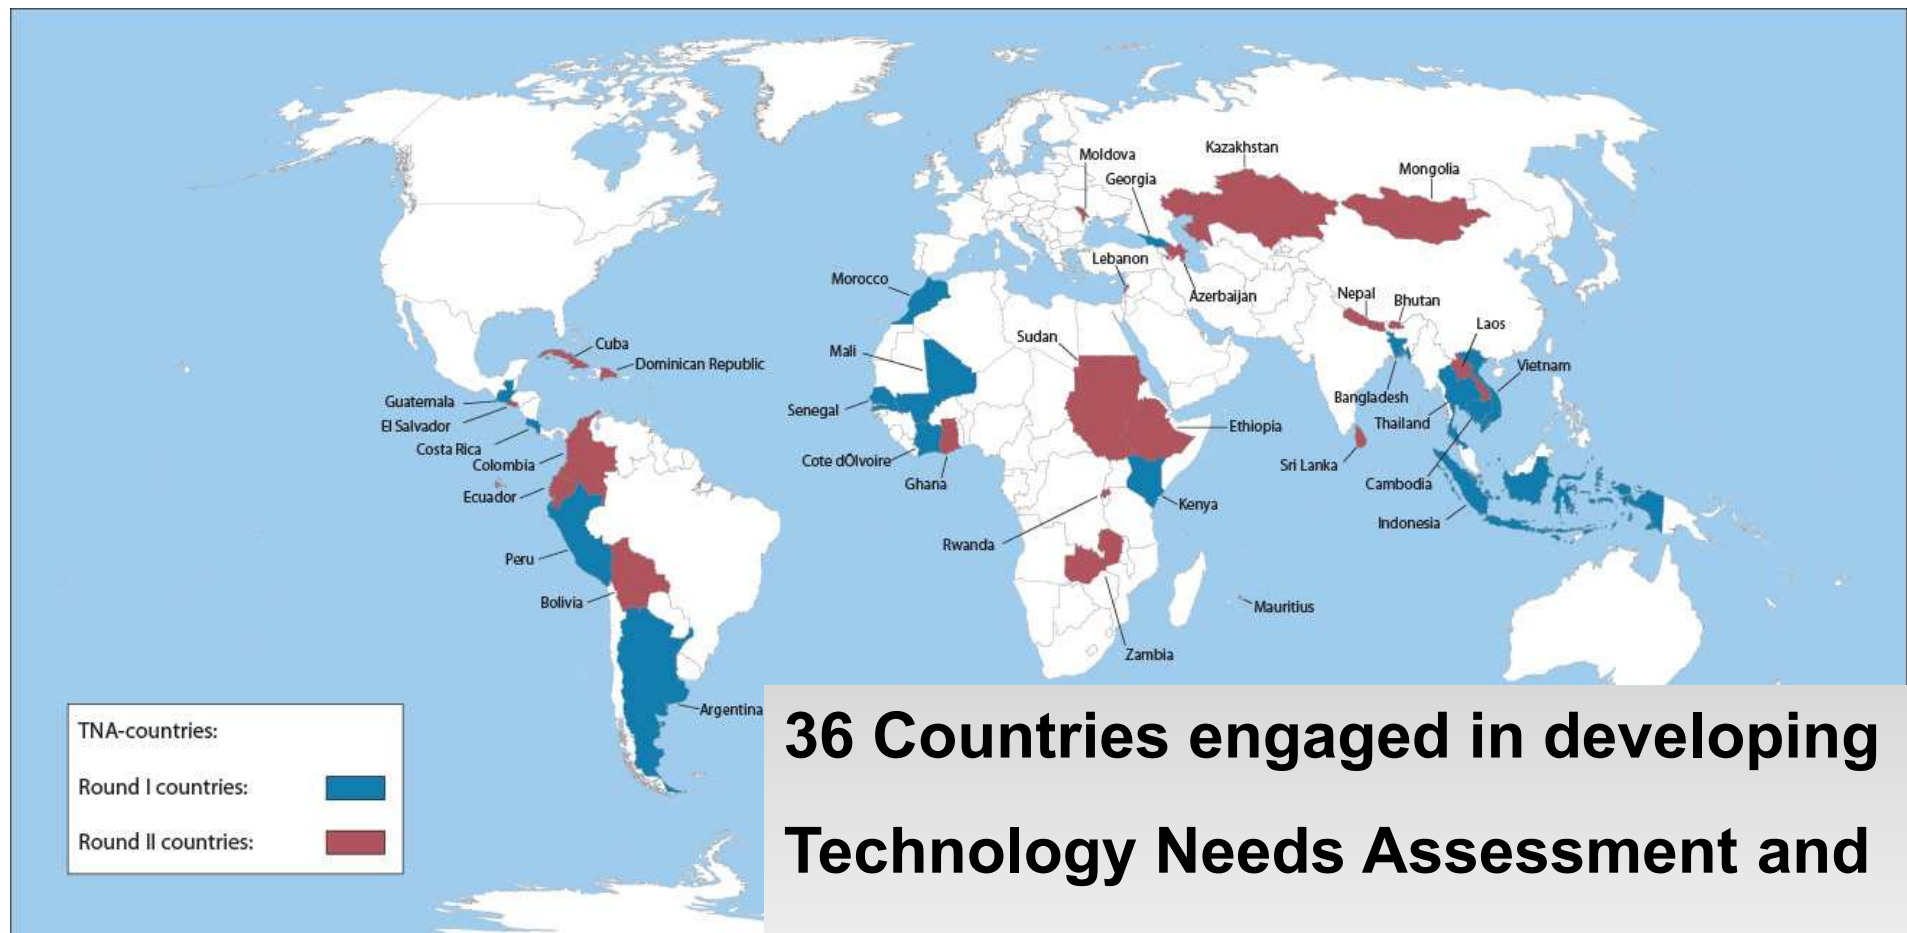 Kazakhstan
Moldova
Mongolia
Georgia
Lebanon
Morocco
Azerbaijan
Nepal
Bhutan
Laos
Sudan
Cuba
Mali
Dominican Republic
Vietnam
Bangladesh
Guatemala
Senegal
Thailand
El Salvador
Ethiopia
Costa Rica
Cote dÕlvoire
Colombia
Sri Lanka
Ghana
Cambodia
Ecuador
Kenya
Indonesia
Rwanda
Peru
Bolivia
Mauritius
Zambia
Argentina
TNA-countries:
Round I countries:
Round II countries:
36 Countries engaged in developing
Technology Needs Assessment and